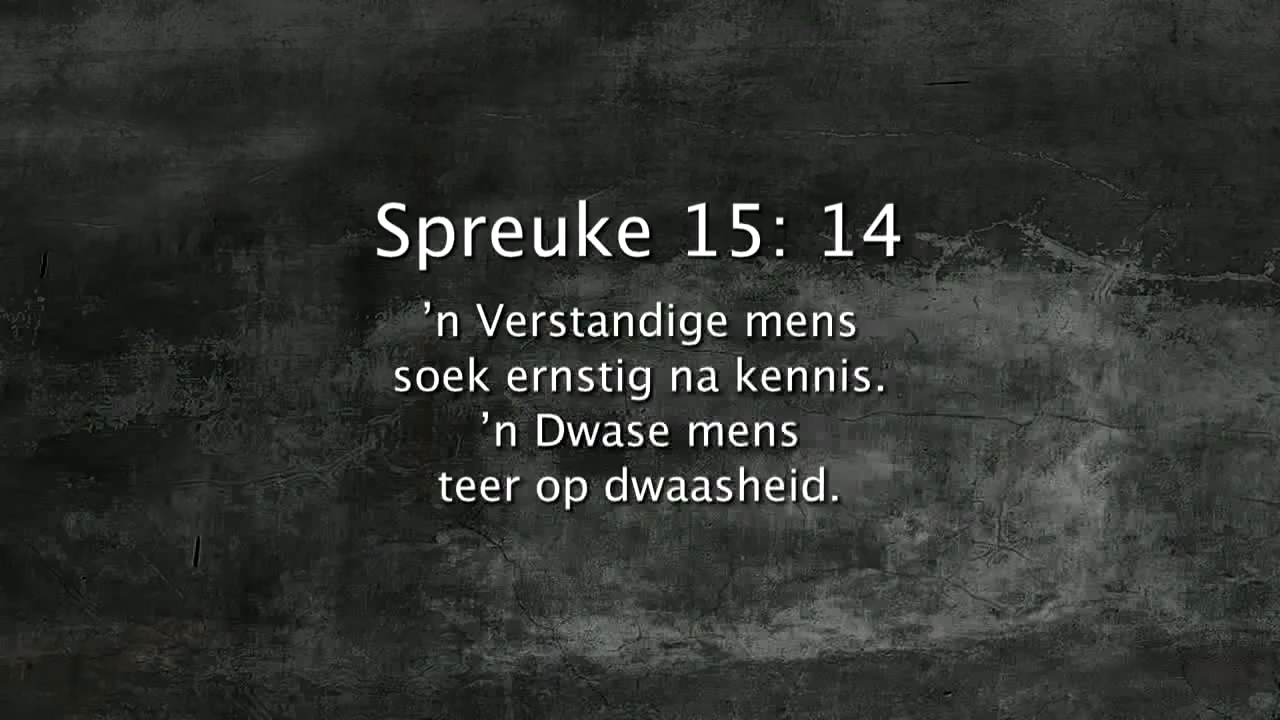 Spreuke 15: 14
’n Verstandige mens
soek ernstig na kennis.
’n Dwase mens
teer op dwaasheid.